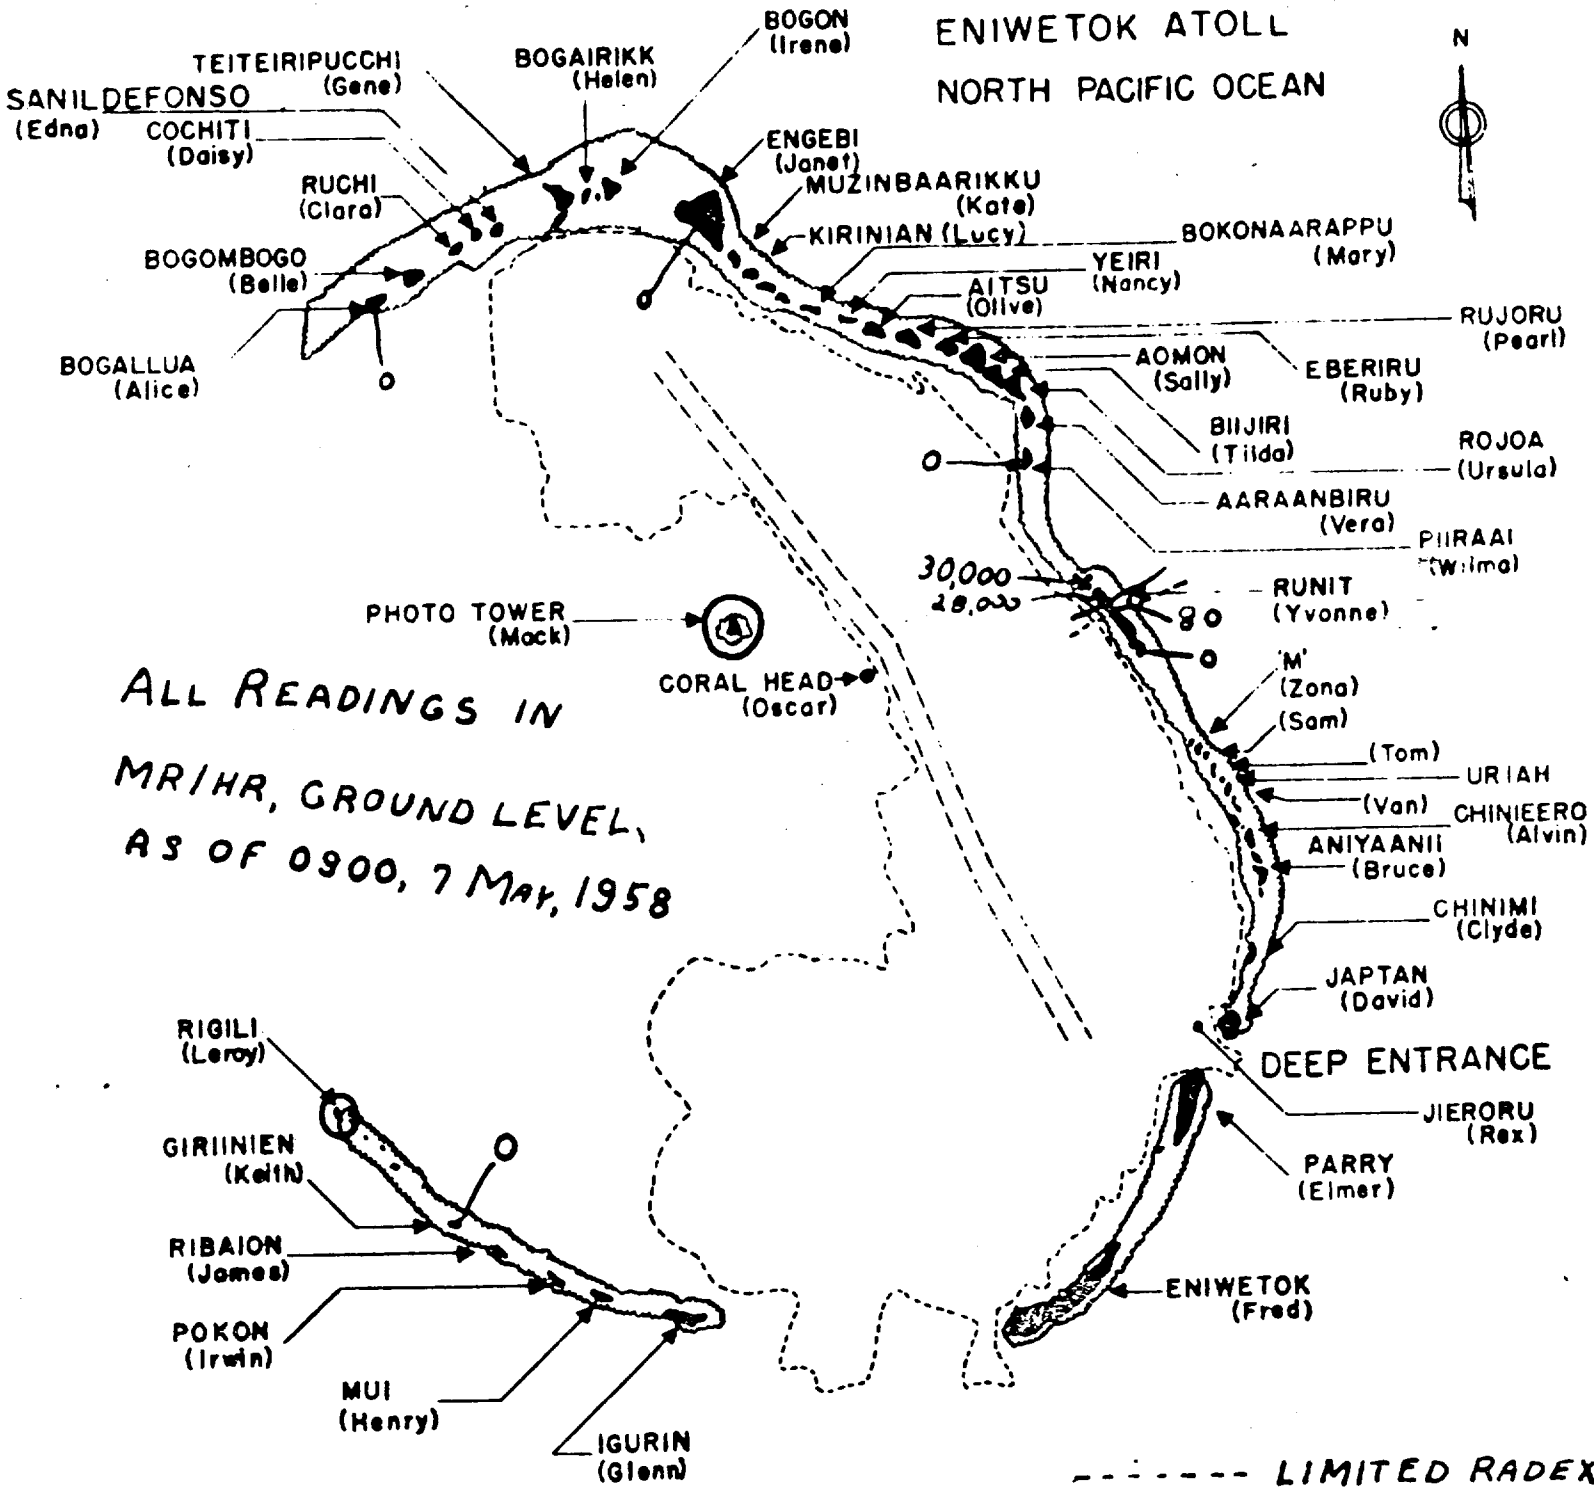 ENIWETOK ATOLL
NORTH PACIFIC OCEAN
N
BOGON
(Irene)
BOGAIRIKK
(Helen)
TEITEIRIPUCCHI
(Gene)
SANILDEFONSO
(Edna)
COCHITI
(Daisy)
RUCHI
(Clara)
BOGOMBOGO
(Belle)
BOGALLUA
(Alice)
O
O
ENGEBI
(Janet)
MUZINBAARIKKU
(Kate)
KIRINIAN (Lucy)
BOKONAARAPPU
(Mary)
YEIRI
(Nancy)
AITSU
(Olive)
RUJORU
(Pearl)
AOMON
(Sally)
EBERIRU
(Ruby)
BIIJIRI
(Tilda)
ROJOA
(Ursula)
O
AARAANBIRU
(Vera)
PIIRAAI
(Wilma)
30,000
28,000
RUNIT
(Yvonne)
80
O
PHOTO TOWER
(Mack)
CORAL HEAD
(Oscar)
'M'
(Zona)
(Sam)
(Tom)
URIAH
(Van)
CHINIEERO
(Alvin)
ANIYAANII
(Bruce)
CHINIMI
(Clyde)
JAPTAN
(David)
DEEP ENTRANCE
JIERORU
(Rex)
PARRY
(Elmer)
ENIWETOK
(Fred)
ALL READINGS IN
MR/HR, GROUND LEVEL,
AS OF 0900, 7 MAY, 1958
RIGILI
(Leroy)
GIRIINIEN
(Keith)
O
RIBAION
(James)
POKON
(Irwin)
MUI
(Henry)
IGURIN
(Glenn)
LIMITED RADEX